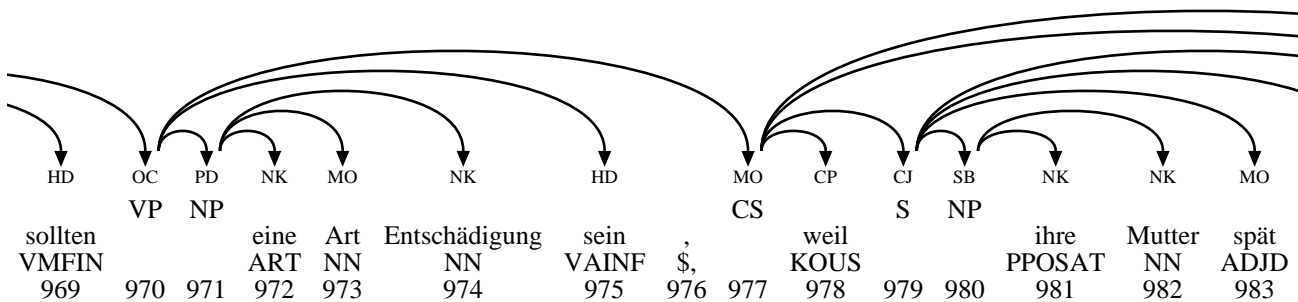 HD OC PD NK MO NK HD MO CP CJ SB NK NK MO
VP NP CS S NP
sollten eine Art Entschädigung sein , weil ihre Mutter spät
VMFIN ART NN NN VAINF $, KOUS PPOSAT NN ADJD
969 970 971 972 973 974 975 976 977 978 979 980 981 982 983